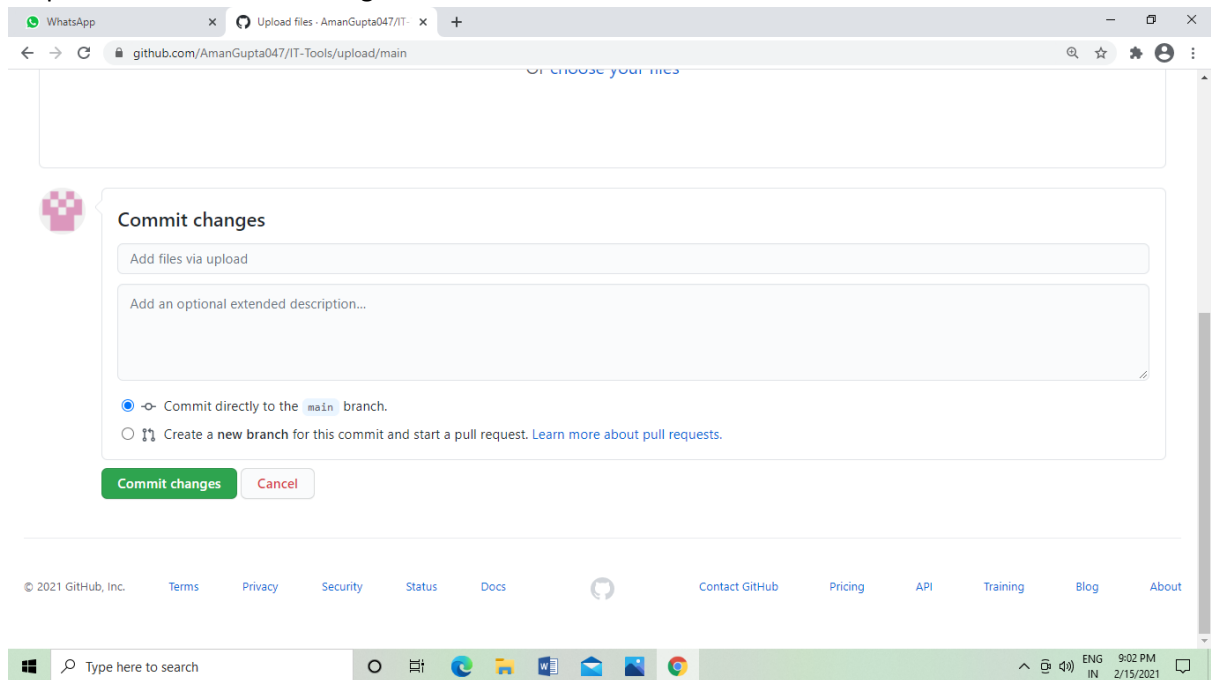 WhatsApp
Upload files · AmanGupta047/IT-
github.com/AmanGupta047/IT-Tools/upload/main
Or choose your files
Commit changes
Add files via upload
Add an optional extended description...
Commit directly to the main branch.
Create a new branch for this commit and start a pull request. Learn more about pull requests.
Commit changes Cancel
© 2021 GitHub, Inc. Terms Privacy Security Status Docs Contact GitHub Pricing API Training Blog About
Type here to search
ENG 9:02 PM
IN 2/15/2021